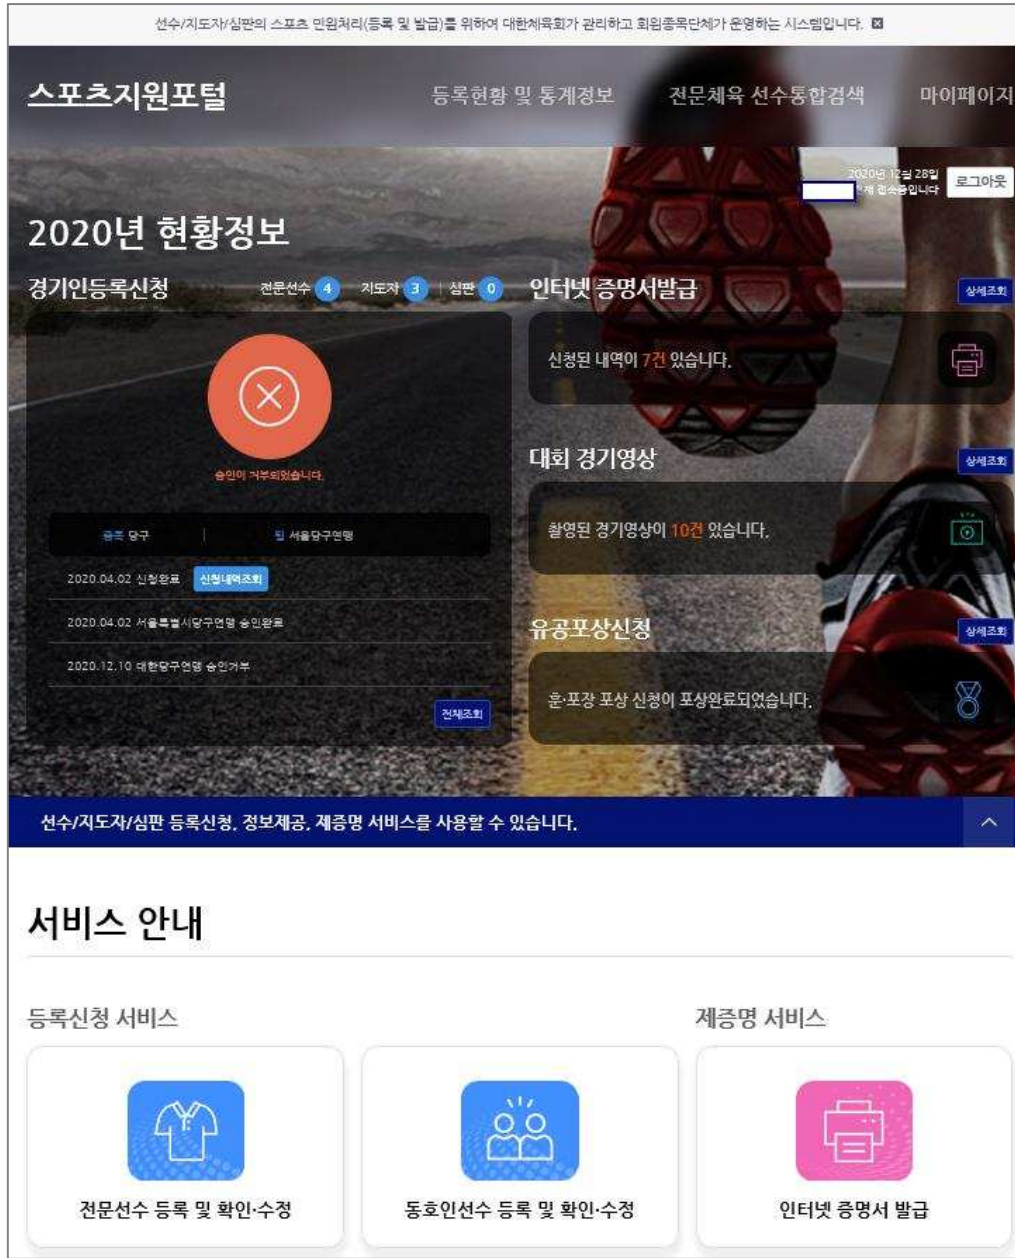 선수/지도자/심판의 스포츠 민원처리(등록 및 발급)를 위하여 대한체육회가 관리하고 회원종목단체가 운영하는 시스템입니다.
스포츠지원포털
등록현황 및 통계정보 전문체육 선수통합검색 마이페이지
2020년 12월 28일
현재 접속중입니다
로그아웃
2020년 현황정보
경기인등록신청 전문선수 4 지도자 3 심판 0
승인이 거부되었습니다.
종목 당구 팀 서울당구연맹
2020.04.02 신청완료 신청내역조회
2020.04.02 서울특별시당구연맹 승인완료
2020.12.10 대한당구연맹 승인거부
전체조회
인터넷 증명서발급 상세조회
신청된 내역이 7건 있습니다.
대회 경기영상 상세조회
촬영된 경기영상이 10건 있습니다.
유공포상신청 상세조회
훈·포장 포상 신청이 포상완료되었습니다.
선수/지도자/심판 등록신청, 정보제공, 제증명 서비스를 사용할 수 있습니다.
서비스 안내
등록신청 서비스
전문선수 등록 및 확인·수정
동호인선수 등록 및 확인·수정
제증명 서비스
인터넷 증명서 발급